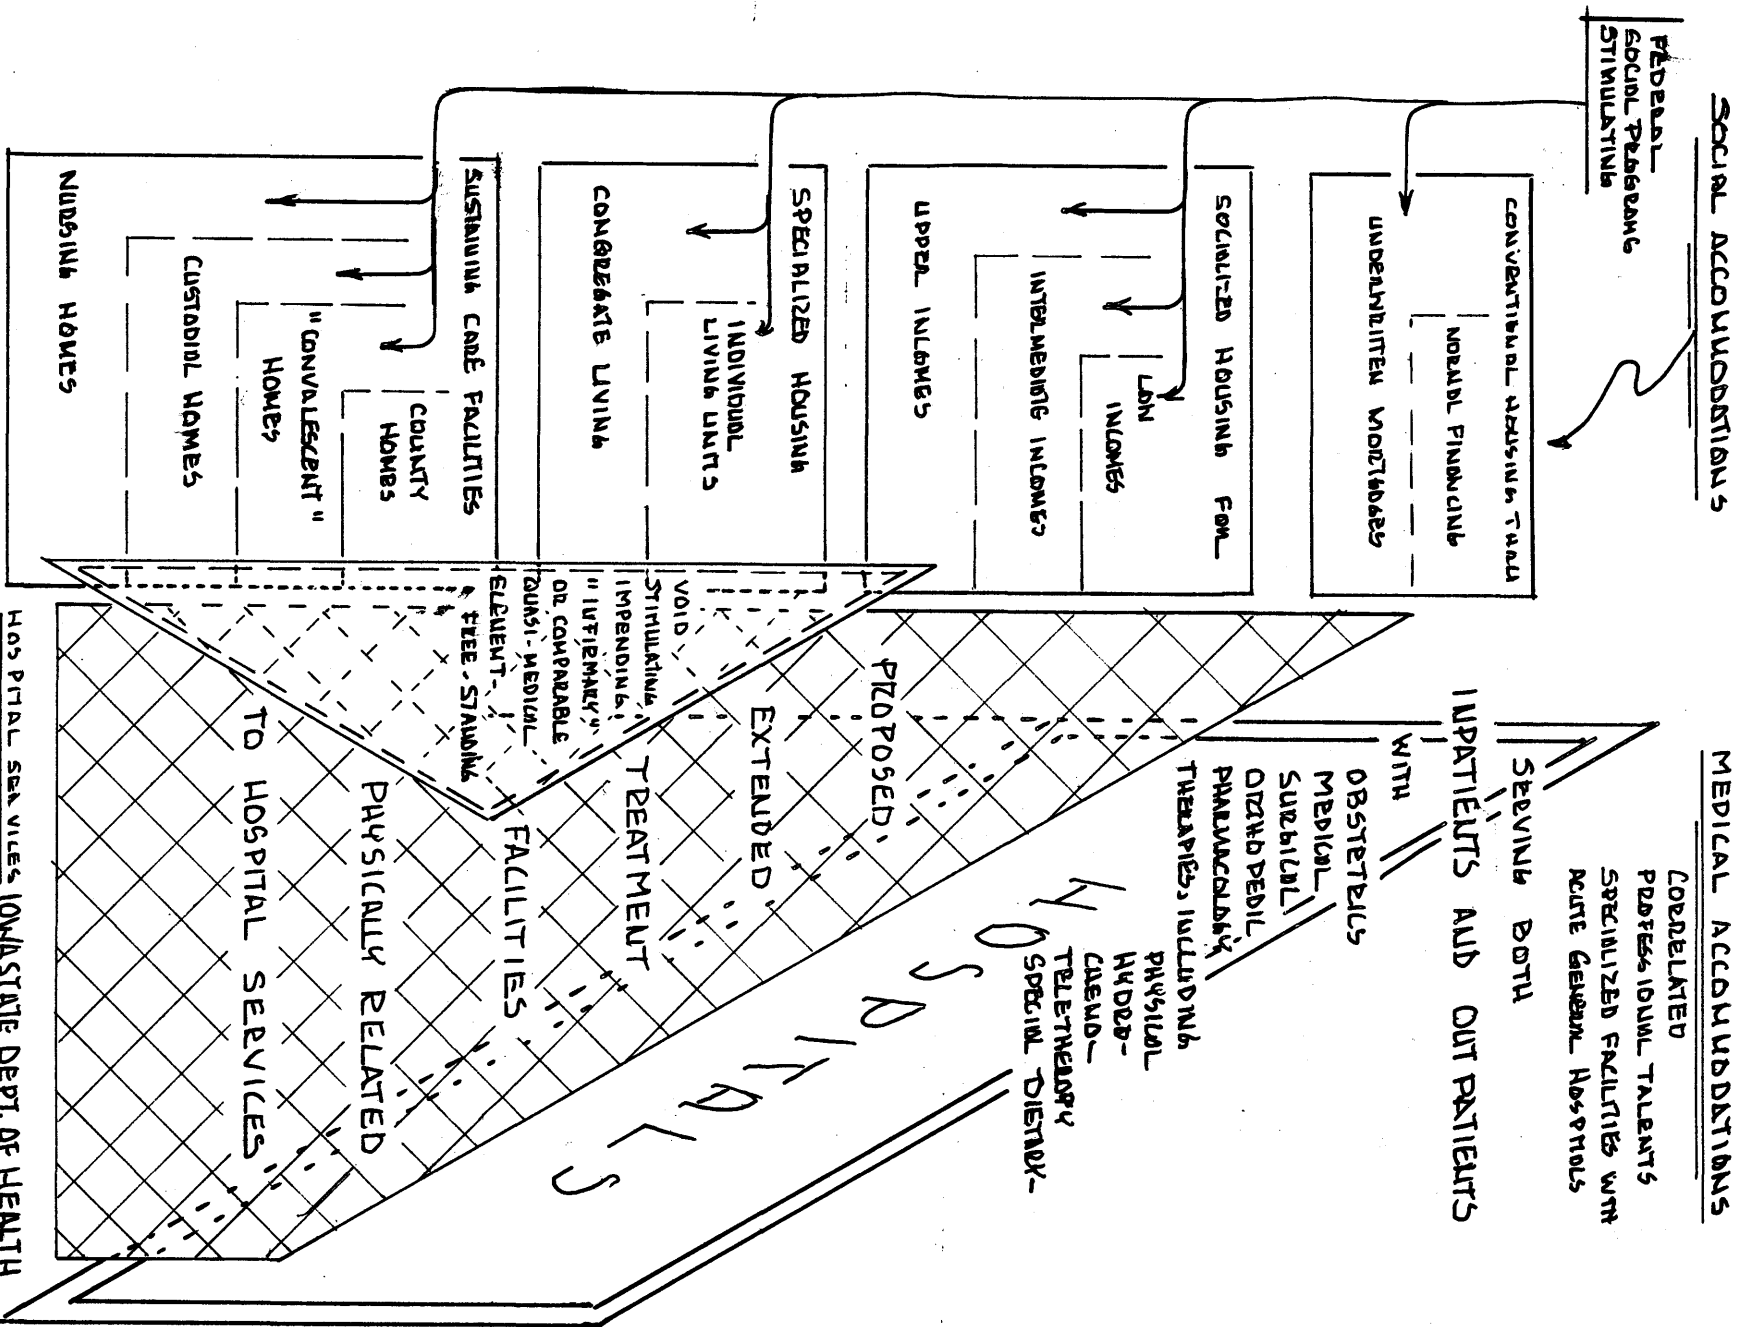 SOCIAL ACCOMMODATIONS
FEDERAL
SOCIAL PROGRAMS
STIMULATING
CONVENTIONAL HOUSING THRU
NORMAL FINANCING
UNDERWRITTEN MORTGAGES
SOCIALIZED HOUSING FOR
LOW
INCOMES
INTERMEDIATE INCOMES
UPPER INCOMES
SPECIALIZED HOUSING
INDIVIDUAL
LIVING UNITS
CONGREGATE LIVING
SUSTAINING CARE FACILITIES
COUNTY
HOMES
"CONVALESCENT"
HOMES
CUSTODIAL HOMES
NURSING HOMES
VOID
STIMULATING
IMPENDING
"INFIRMARY"
OR COMPARABLE
QUASI-MEDICAL
ELEMENT-
FREE-STANDING
MEDICAL ACCOMMODATIONS
CORRELATED
PROFESSIONAL TALENTS
SPECIALIZED FACILITIES WITH
ACUTE GENERAL HOSPITALS
SERVING BOTH
INPATIENTS AND OUT PATIENTS
WITH
OBSTETRICS
MEDICAL
SURGICAL
ORTHOPEDIC
PHARMACOLOGY
THERAPIES, INCLUDING
PHYSICAL
HYDRO-
CHEMO-
TELETHERAPY
SPECIAL DIETARY-
HOSPITALS
PROPOSED
EXTENDED
TREATMENT
FACILITIES
PHYSICALLY RELATED
TO HOSPITAL SERVICES
HOSPITAL SERVICES IOWA STATE DEPT. OF HEALTH